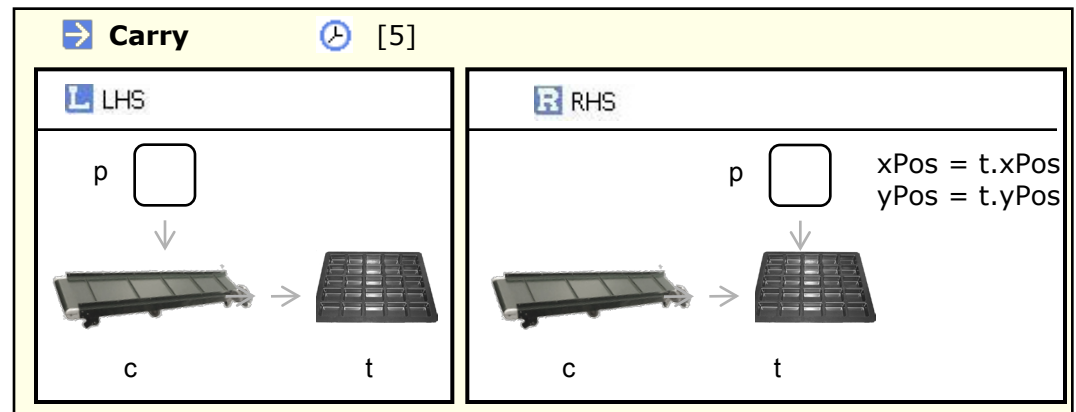 Carry [5]
L LHS
R RHS
p
p
xPos = t.xPos
yPos = t.yPos
c t
c t